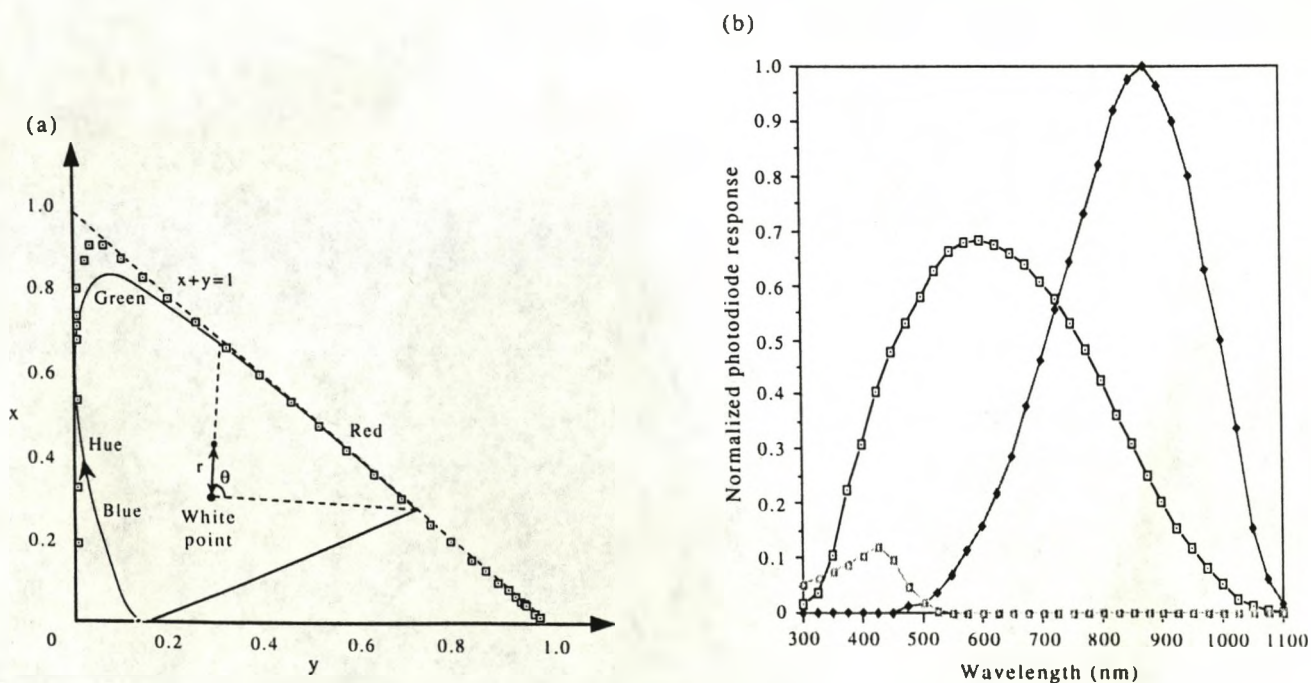 (a)
1.0
0.8
0.6
0.4
0.2
0
x
x+y=1
Green
Red
Hue
Blue
r
θ
White
point
0.2
0.4
0.6
0.8
1.0
y
(b)
Normalized photodiode response
1.0
0.9
0.8
0.7
0.6
0.5
0.4
0.3
0.2
0.1
0
300
400
500
600
700
800
900
1000
1100
Wavelength (nm)